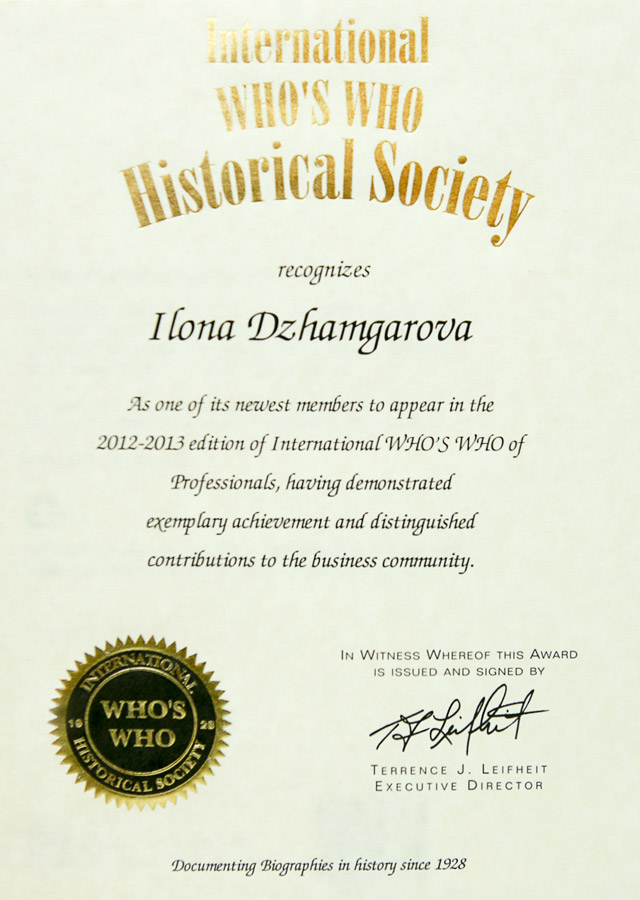 International
WHO'S WHO
Historical Society
recognizes
Ilona Dzhamgarova
As one of its newest members to appear in the
2012-2013 edition of International WHO'S WHO of
Professionals, having demonstrated
exemplary achievement and distinguished
contributions to the business community.
INTERNATIONAL
WHO'S
WHO
19 28
HISTORICAL SOCIETY
IN WITNESS WHEREOF THIS AWARD
IS ISSUED AND SIGNED BY
TJ Leifheit
TERRENCE J. LEIFHEIT
EXECUTIVE DIRECTOR
Documenting Biographies in history since 1928